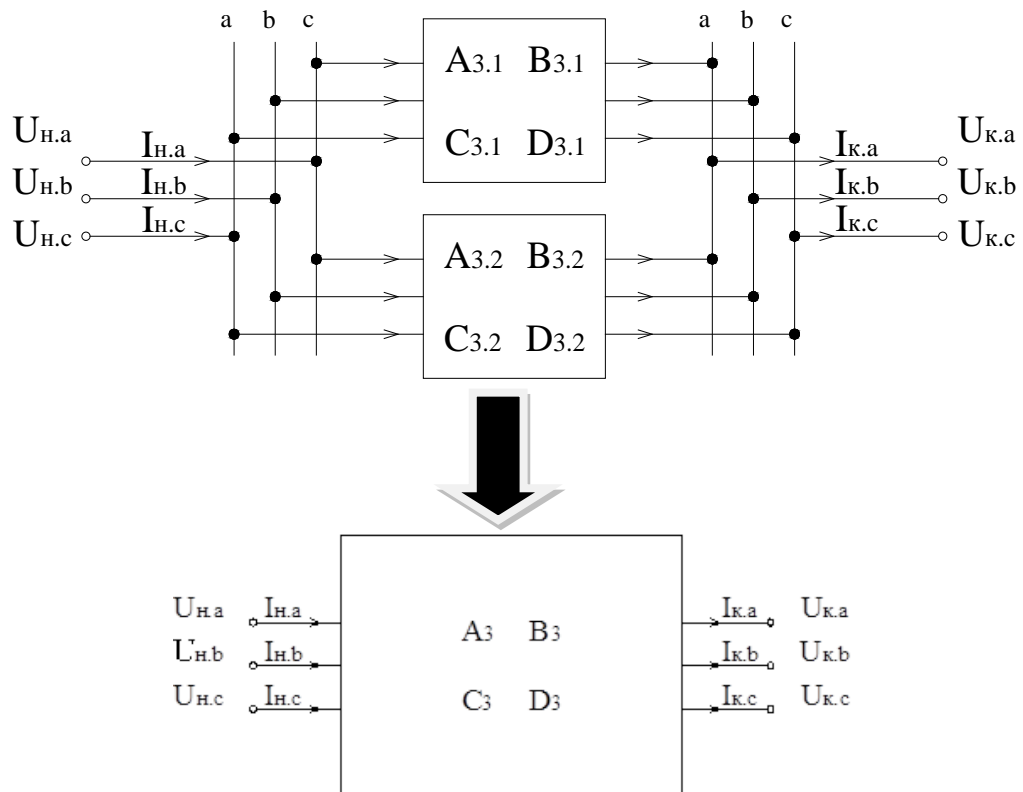 a b c a b c
A3.1 B3.1
Uн.a Iн.a C3.1 D3.1 Iк.a Uк.a
Uн.b Iн.b Iк.b Uк.b
Uн.c Iн.c Iк.c Uк.c
A3.2 B3.2
C3.2 D3.2
Uн.a Iн.a Iк.a Uк.a
A3 B3
Uн.b Iн.b Iк.b Uк.b
Uн.c Iн.c C3 D3 Iк.c Uк.c